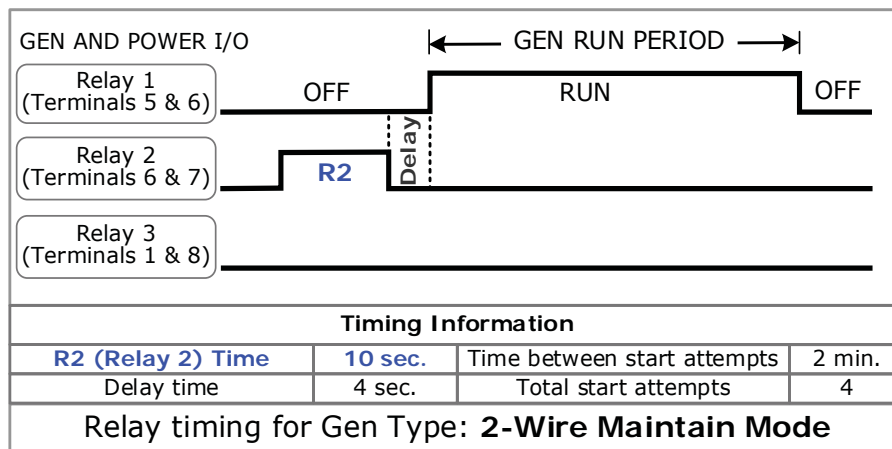 GEN AND POWER I/O
GEN RUN PERIOD
Relay 1
(Terminals 5 & 6)
OFF
RUN
OFF
Delay
Relay 2
(Terminals 6 & 7)
R2
Relay 3
(Terminals 1 & 8)
Timing Information
R2 (Relay 2) Time 10 sec. Time between start attempts 2 min.
Delay time 4 sec. Total start attempts 4
Relay timing for Gen Type: 2-Wire Maintain Mode